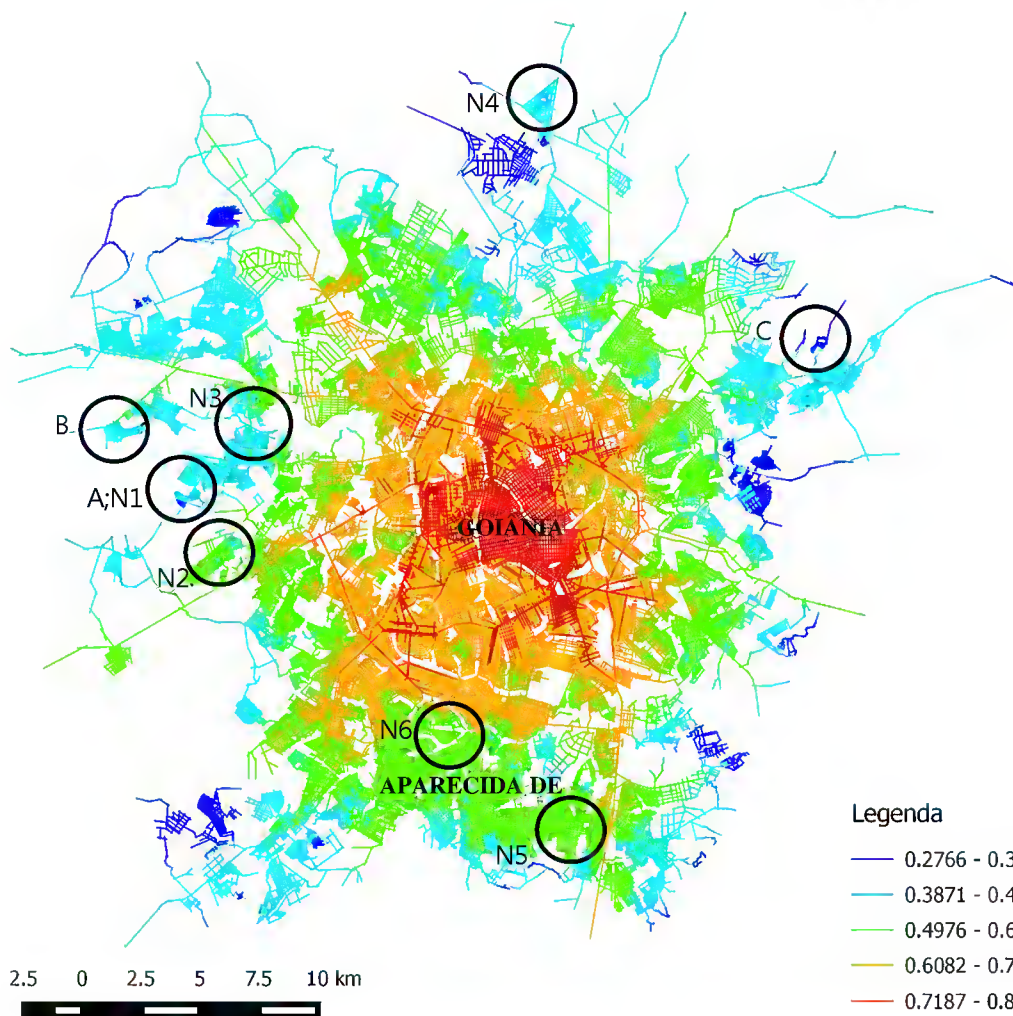 N4
C
N3
B
A;N1
GOIÂNIA
N2
N6
APARECIDA DE
N5
Legenda
0.2766 - 0.3
0.3871 - 0.4
0.4976 - 0.6
0.6082 - 0.7
0.7187 - 0.8
2.5 0 5 7.5 10 km